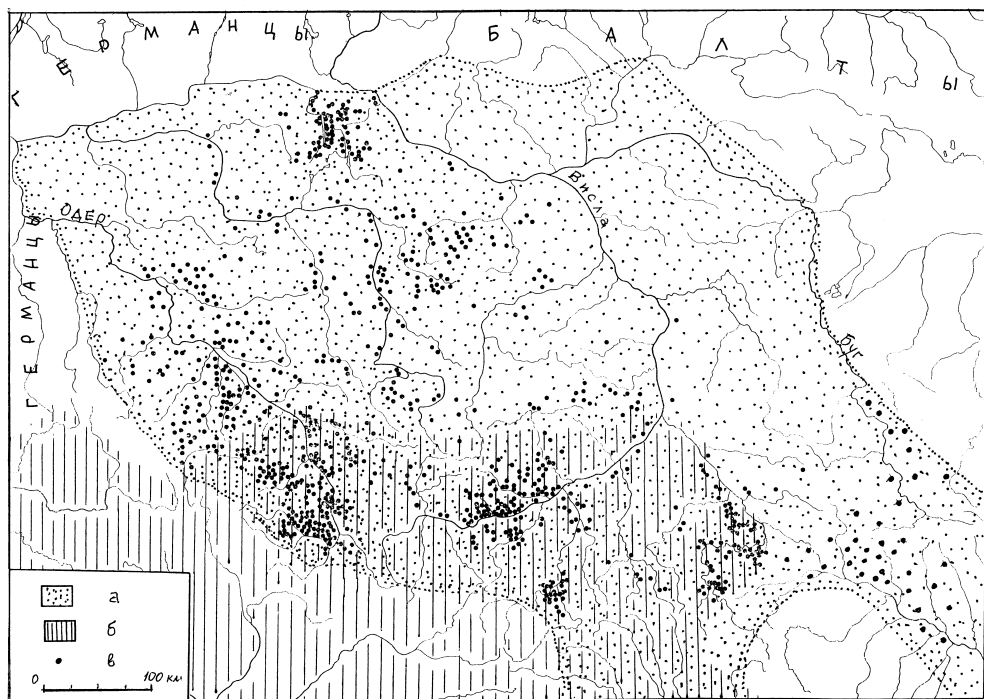 ГЕРМАНЦЫ
БАЛТЫ
Висла
ОДЕР
ГЕРМАНЦЫ
БУГ
а
б
в
0 100 км